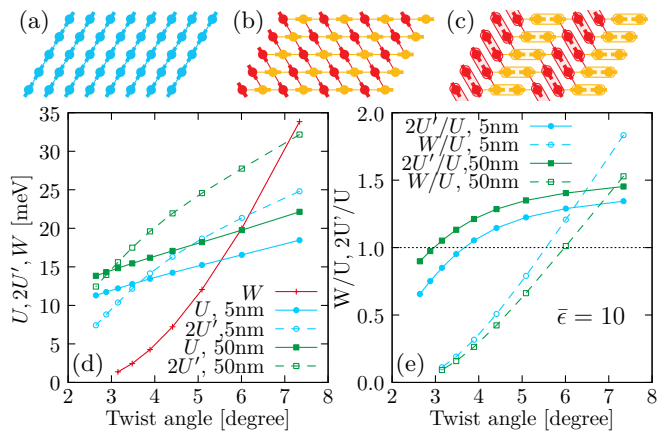 (a)
(b)
(c)
U, 2U', W [meV]
35
30
25
20
15
10
5
0
2
3
4
5
6
7
8
Twist angle [degree]
(d)
W
U, 5nm
2U',5nm
U, 50nm
2U', 50nm
W/U, 2U'/U
2.0
1.5
1.0
0.5
0.0
2
3
4
5
6
7
8
Twist angle [degree]
(e)
2U'/U, 5nm
W/U, 5nm
2U'/U,50nm
W/U, 50nm
ε̄ = 10